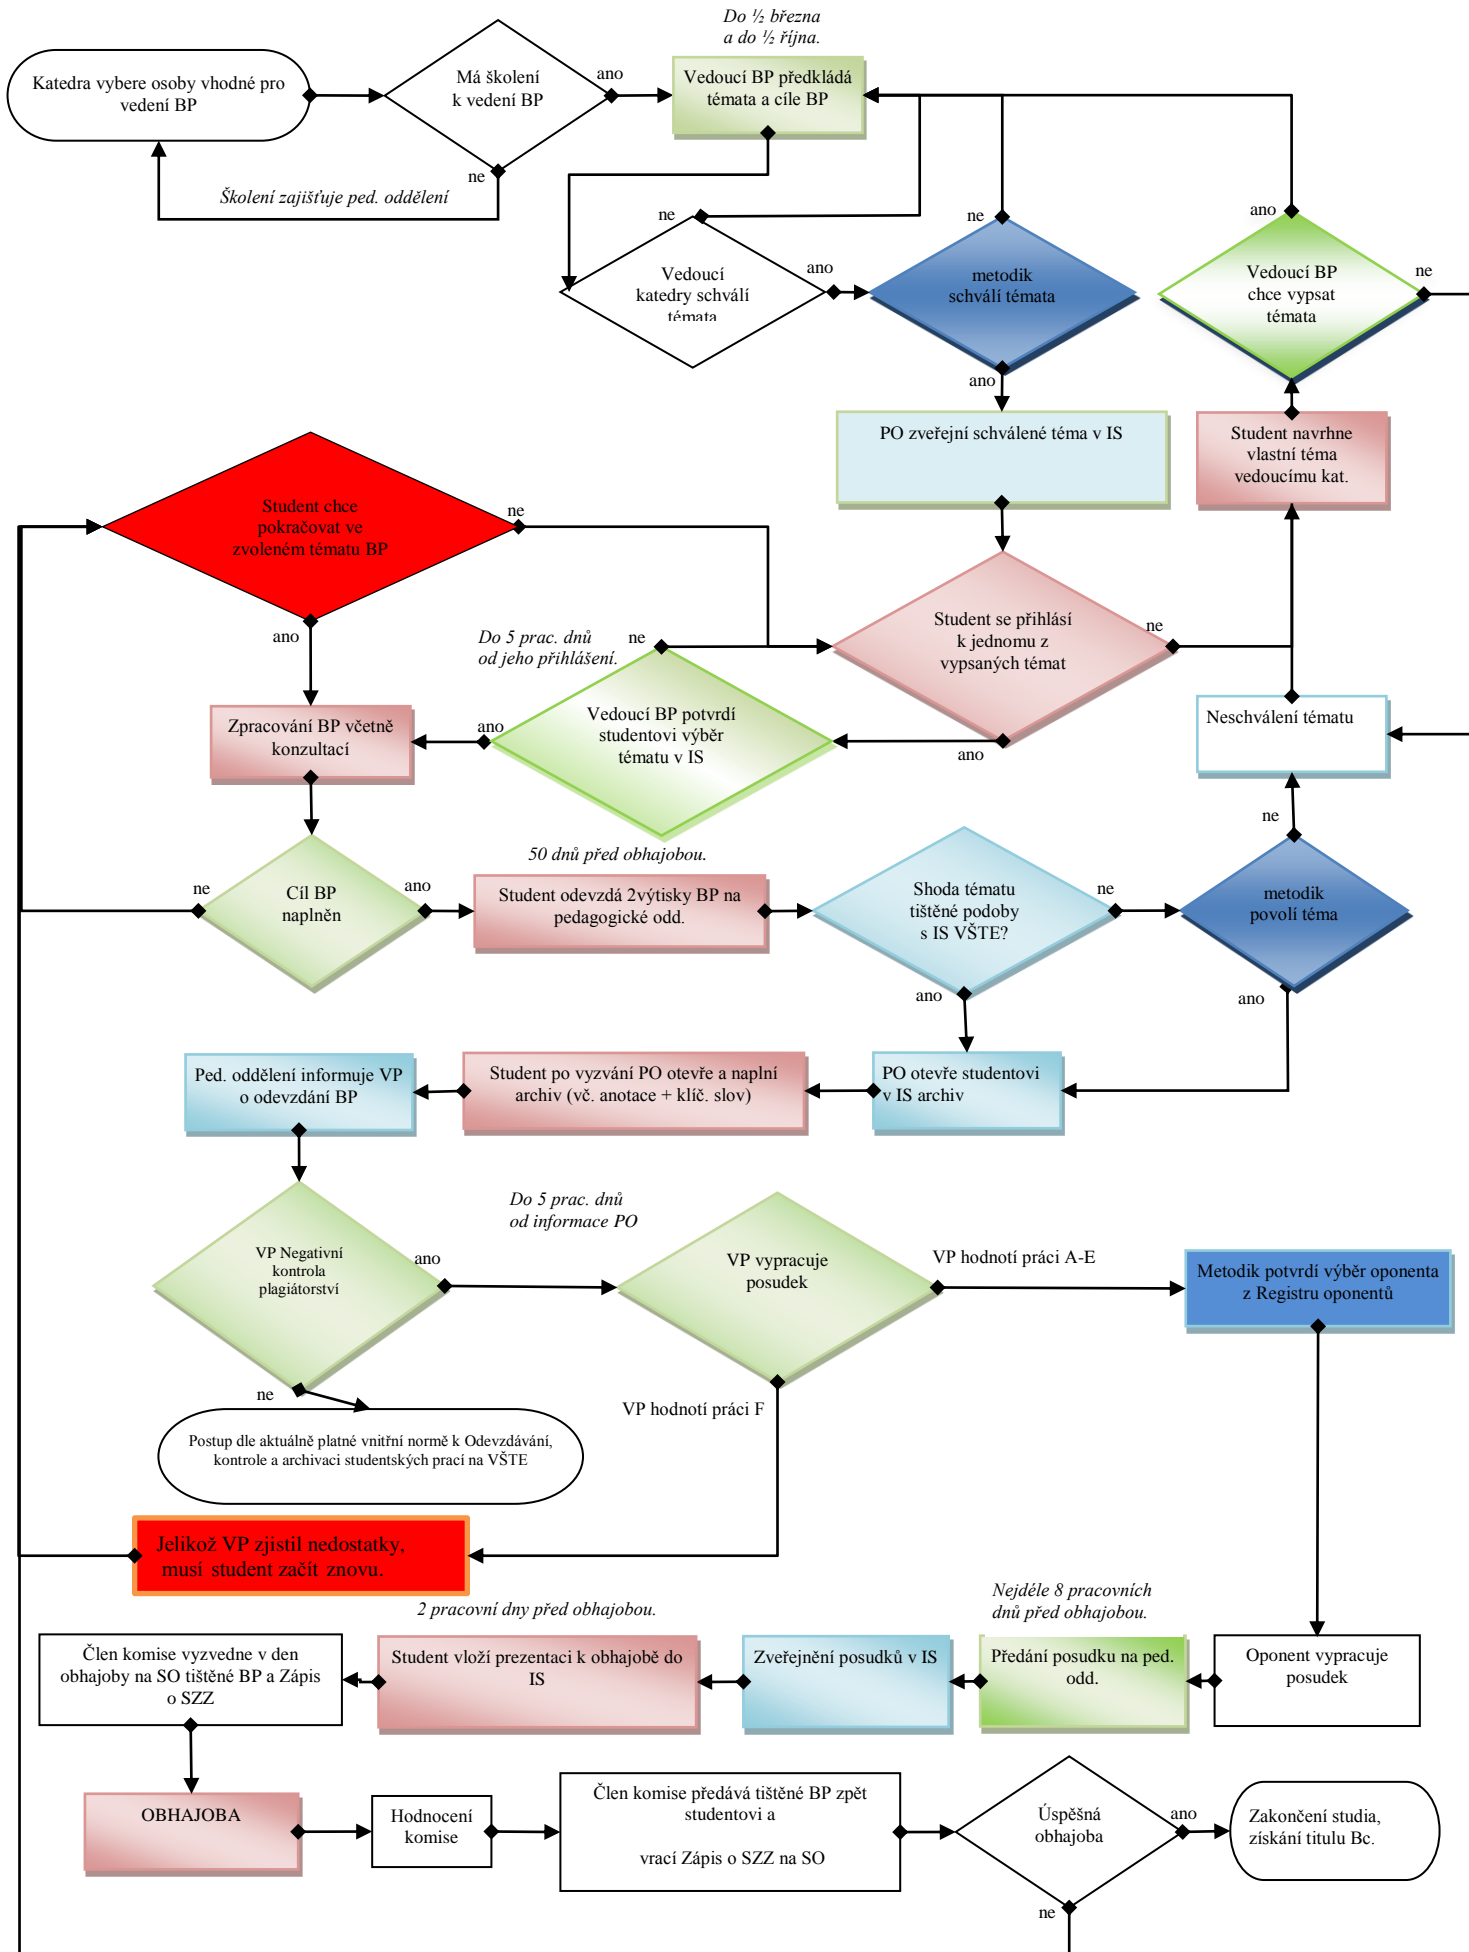 Do ½ března
a do ½ října.
Katedra vybere osoby vhodné pro
vedení BP
Má školení
k vedení BP
ano
Vedoucí BP předkládá
témata a cíle BP
ne
Školení zajišťuje ped. oddělení
ne
ne
ano
Vedoucí
katedry schválí
témata
ano
metodik
schválí témata
Vedoucí BP
chce vypsat
témata
ne
ano
PO zveřejní schválené téma v IS
Student navrhne
vlastní téma
vedoucímu kat.
Student chce
pokračovat ve
zvoleném tématu BP
ne
ano
Do 5 prac. dnů
od jeho přihlášení.
ne
Student se přihlásí
k jednomu z
vypsaných témat
ne
Zpracování BP včetně
konzultací
ano
Vedoucí BP potvrdí
studentovi výběr
tématu v IS
ano
Neschválení tématu
ne
50 dnů před obhajobou.
ne
Cíl BP
naplněn
ano
Student odevzdá 2výtisky BP na
pedagogické odd.
Shoda tématu
tištěné podoby
s IS VŠTE?
ne
metodik
povolí téma
ano
ano
Ped. oddělení informuje VP
o odevzdání BP
Student po vyzvání PO otevře a naplní
archiv (vč. anotace + klíč. slov)
PO otevře studentovi
v IS archiv
Do 5 prac. dnů
od informace PO
VP Negativní
kontrola
plagiátorství
ano
VP vypracuje
posudek
VP hodnotí práci A-E
Metodik potvrdí výběr oponenta
z Registru oponentů
ne
VP hodnotí práci F
Postup dle aktuálně platné vnitřní normě k Odevzdávání,
kontrole a archivaci studentských prací na VŠTE
Jelikož VP zjistil nedostatky,
musí student začít znovu.
2 pracovní dny před obhajobou.
Nejdéle 8 pracovních
dnů před obhajobou.
Člen komise vyzvedne v den
obhajoby na SO tištěné BP a Zápis
o SZZ
Student vloží prezentaci k obhajobě do
IS
Zveřejnění posudků v IS
Předání posudku na ped.
odd.
Oponent vypracuje
posudek
OBHAJOBA
Hodnocení
komise
Člen komise předává tištěné BP zpět
studentovi a
vrací Zápis o SZZ na SO
Úspěšná
obhajoba
ano
Zakončení studia,
získání titulu Bc.
ne